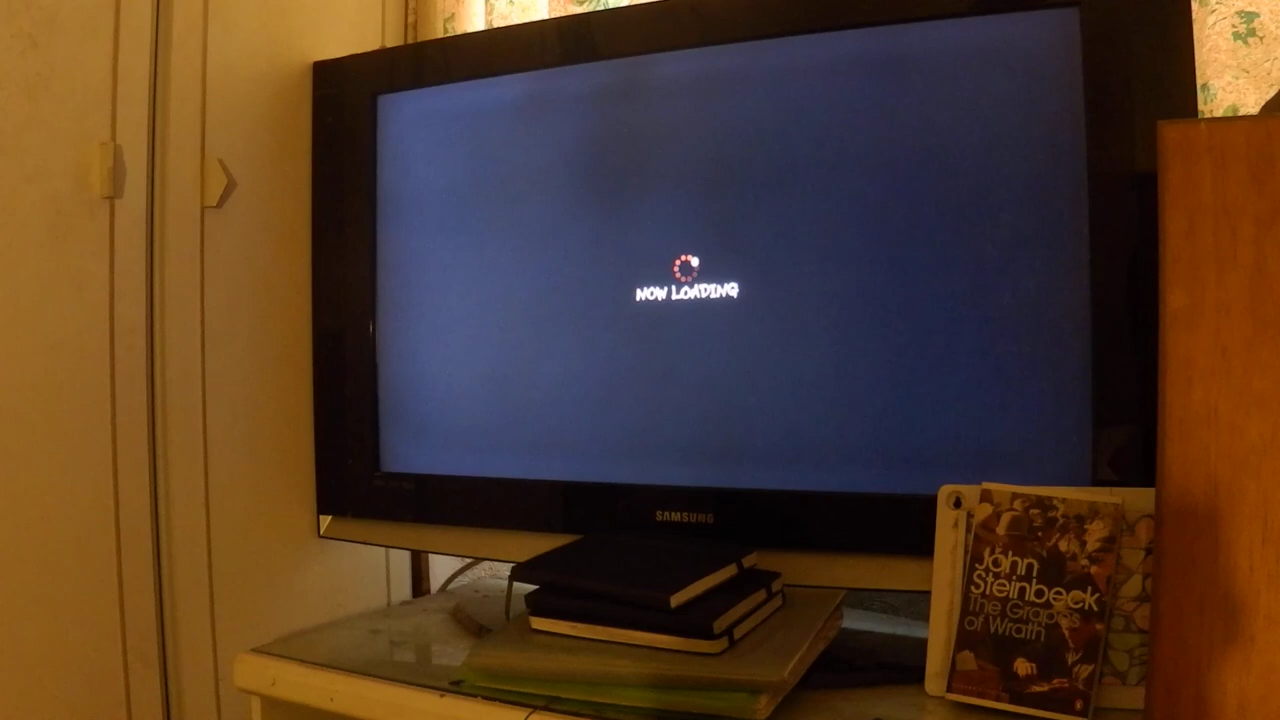 NOW LOADING
SAMSUNG
John
Steinbeck
The Grapes
of Wrath